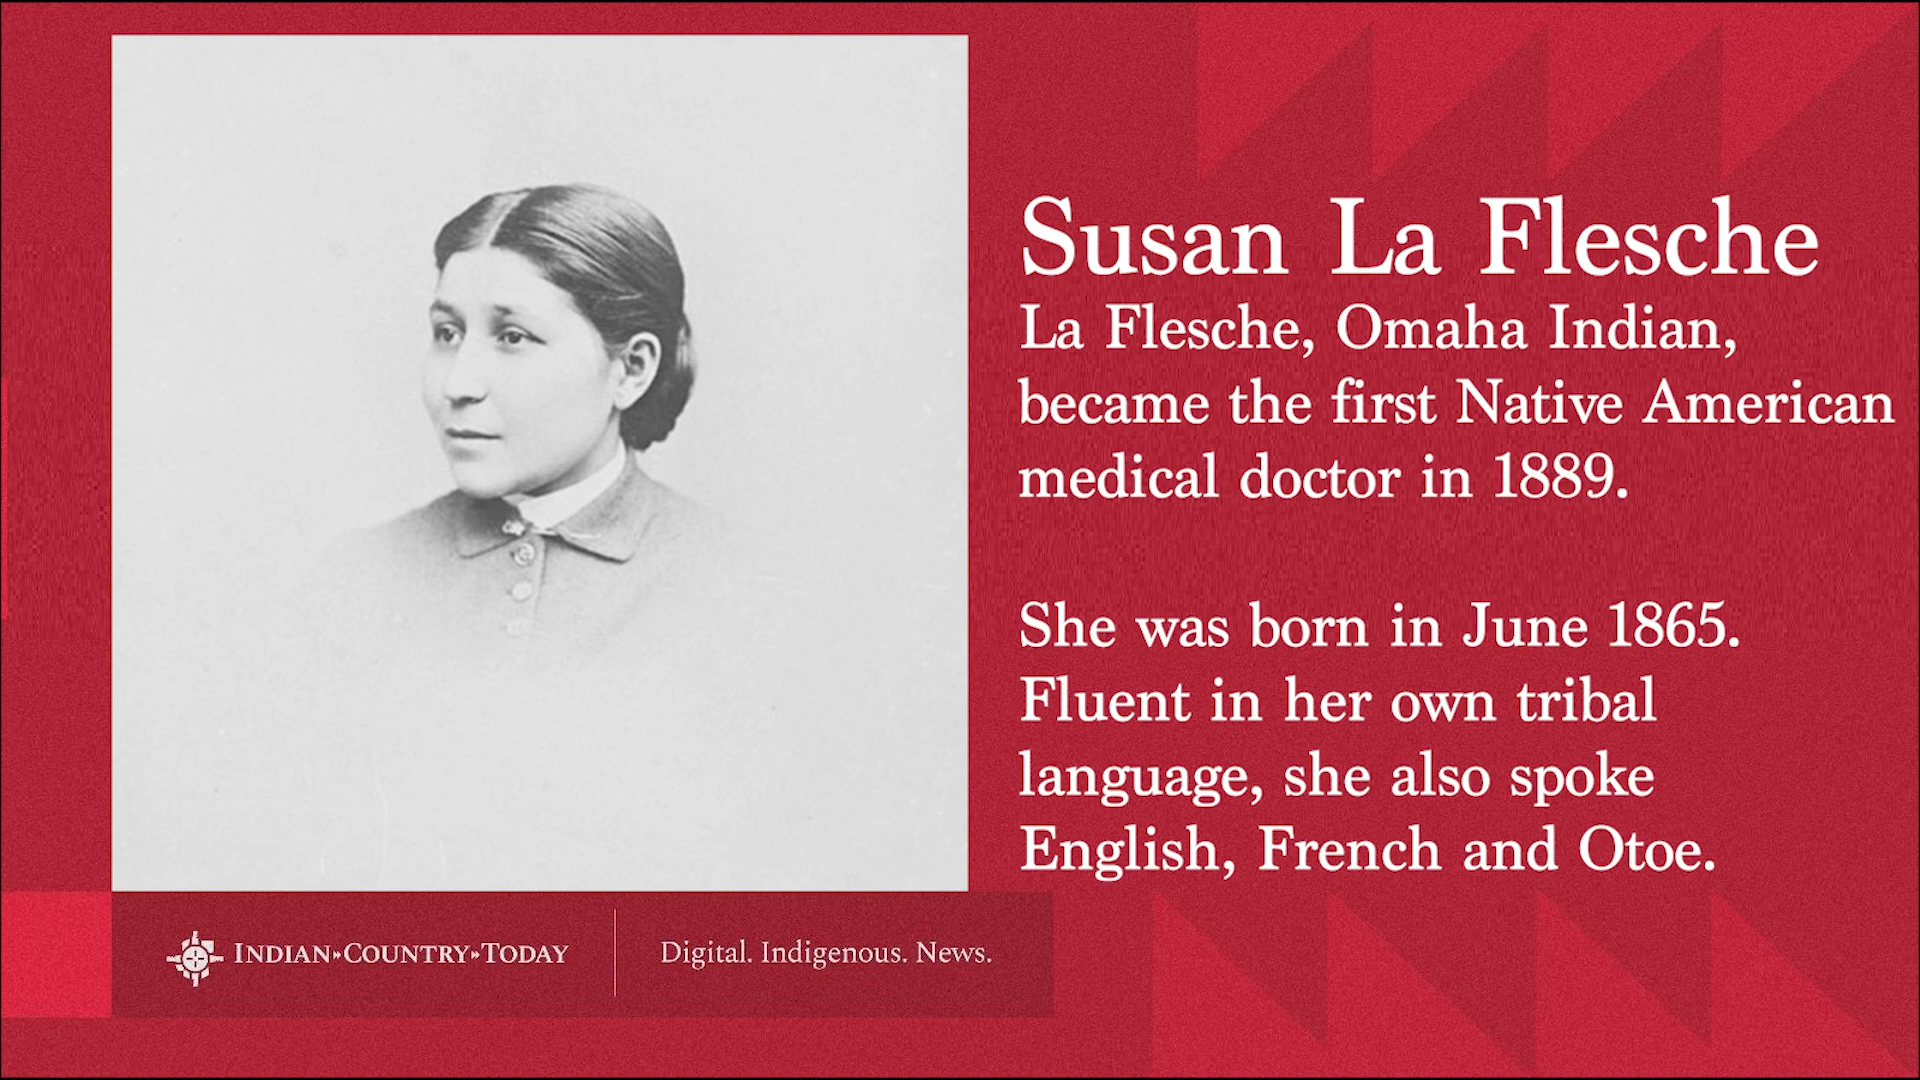 Susan La Flesche
La Flesche, Omaha Indian,
became the first Native American
medical doctor in 1889.
She was born in June 1865.
Fluent in her own tribal
language, she also spoke
English, French and Otoe.
INDIAN»COUNTRY»TODAY
Digital. Indigenous. News.